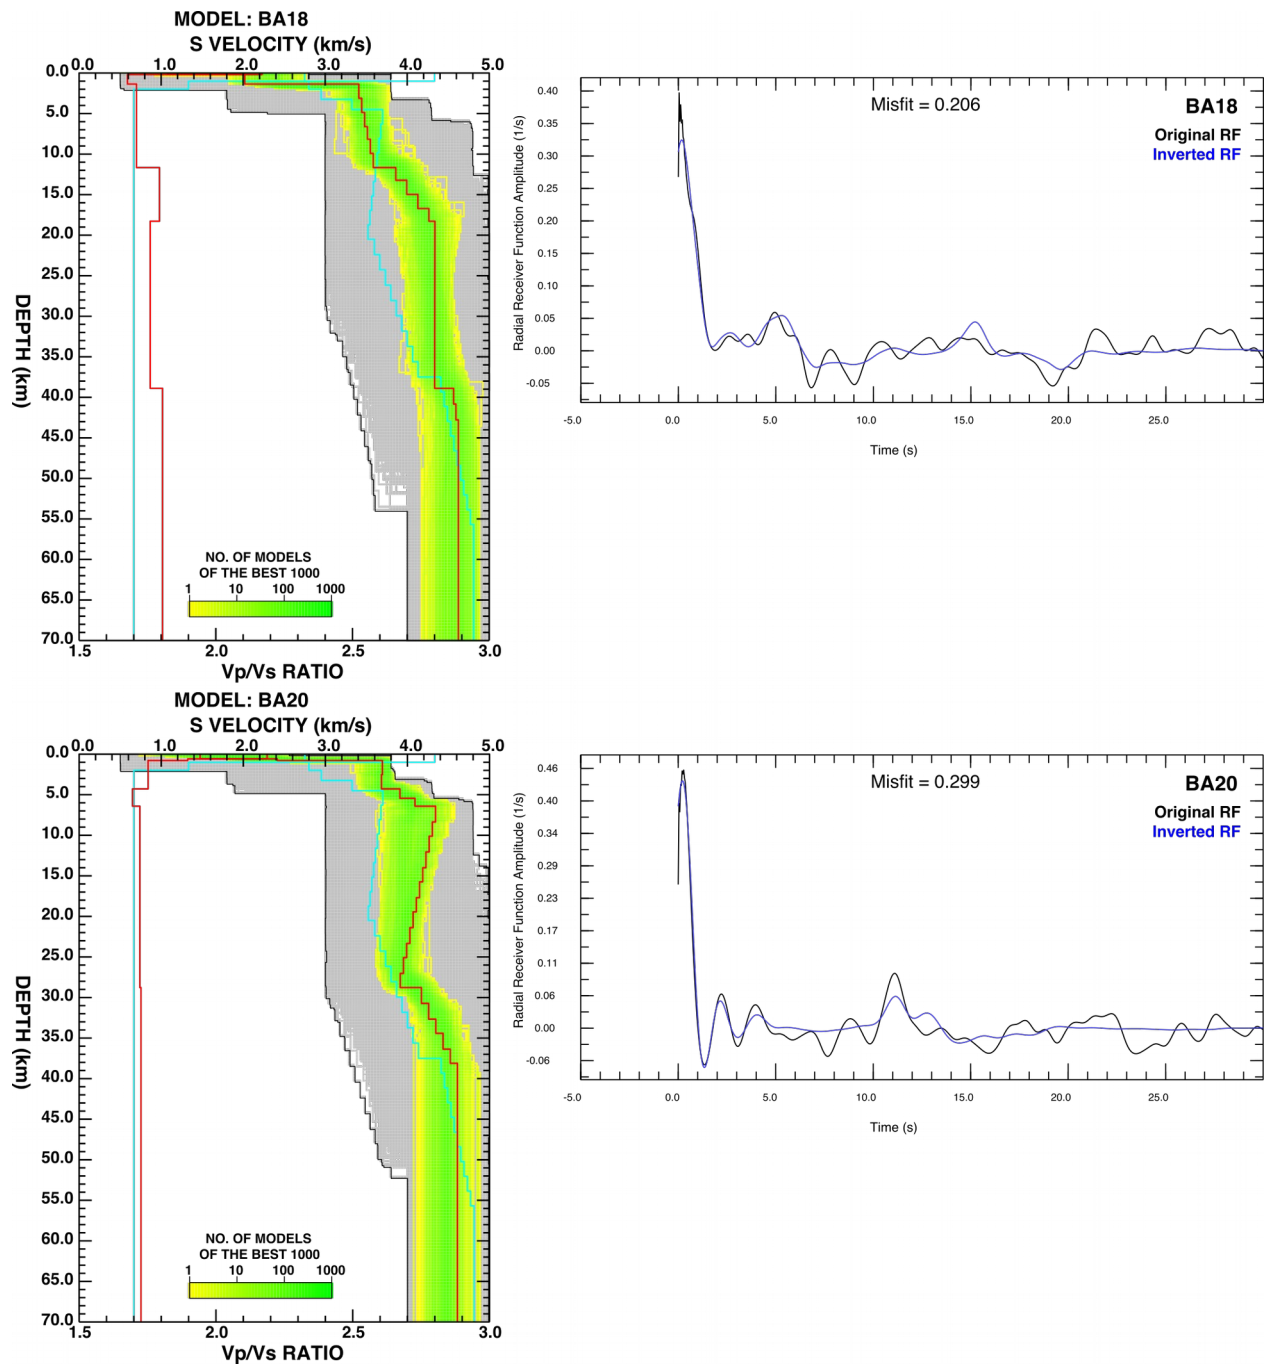 MODEL: BA18
S VELOCITY (km/s)
0.0 1.0 2.0 3.0 4.0 5.0
0.0
5.0
10.0
15.0
20.0
25.0
30.0
35.0
40.0
45.0
50.0
55.0
60.0
65.0
70.0
DEPTH (km)
NO. OF MODELS
OF THE BEST 1000
1 10 100 1000
1.5 2.0 2.5 3.0
Vp/Vs RATIO
Misfit = 0.206
BA18
Original RF
Inverted RF
Radial Receiver Function Amplitude (1/s)
0.40
0.35
0.30
0.25
0.20
0.15
0.10
0.05
0.00
-0.05
-5.0 0.0 5.0 10.0 15.0 20.0 25.0
Time (s)
MODEL: BA20
S VELOCITY (km/s)
0.0 1.0 2.0 3.0 4.0 5.0
0.0
5.0
10.0
15.0
20.0
25.0
30.0
35.0
40.0
45.0
50.0
55.0
60.0
65.0
70.0
DEPTH (km)
NO. OF MODELS
OF THE BEST 1000
1 10 100 1000
1.5 2.0 2.5 3.0
Vp/Vs RATIO
Misfit = 0.299
BA20
Original RF
Inverted RF
Radial Receiver Function Amplitude (1/s)
0.46
0.40
0.34
0.29
0.23
0.17
0.11
0.06
0.00
-0.06
-5.0 0.0 5.0 10.0 15.0 20.0 25.0
Time (s)